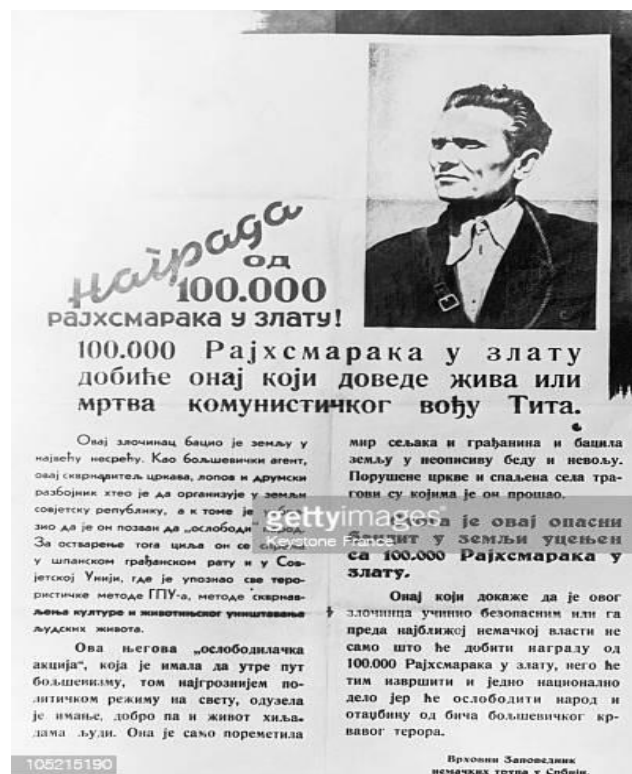 Награда
од
100.000
рајхсмарака у злату!
100.000 Рајхсмарака у злату
добиће онај који доведе жива или
мртва комунистичког вођу Тита.
Овај злочинац бацио је земљу у
највећу несрећу. Као бољшевички агент,
овај скврнавитељ цркава, лопов и друмски
разбојник хтео је да организује у земљи
совјетску републику, а к томе је уобра-
зио да је он позван да „ослободи“
За остварење тога циља он се
у шпанском грађанском рату и у Сов-
јетској Унији, где је упознао све теро-
ристичке методе ГПУ-а, методе скврнав-
љења културе и животињског уништавања
људских живота.
Ова његова „ослободилачка
акција“, која је имала да утре пут
бољшевизму, том најгрознијем по-
литичком режиму на свету, одузела
је имање, добро па и живот хиља-
дама људи. Она је само пореметила
мир сељака и грађанина и бацила
земљу у неописиву беду и невољу.
Порушене цркве и спаљена села тра-
гови су којима је он прошао.
је овај опасни
бандит у земљи уцењен
са 100.000 Рајхсмарака у
злату.
Онај који докаже да је овог
злочинца учинио безопасним или га
преда најближој немачкој власти не
само што ће добити награду од
100.000 Рајхсмарака у злату, него ће
тим извршити и једно национално
дело јер ће ослободити народ и
отаџбину од бича бољшевичког кр-
вавог терора.
Врховни Заповедник
немачких трупа у Србији.
gettyimages
Keystone France
1052151190